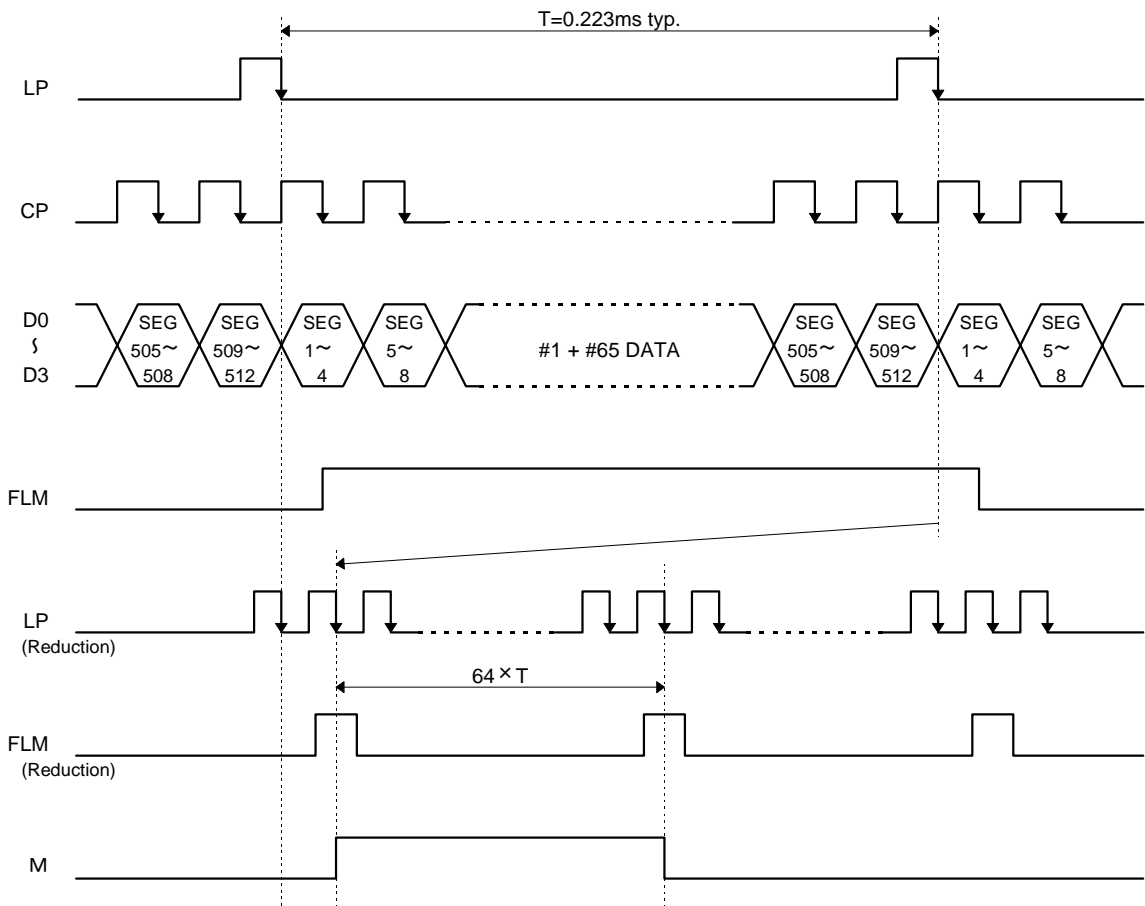 T=0.223ms typ.
LP
CP
D0
~
D3
SEG
505~
508
SEG
509~
512
SEG
1~
4
SEG
5~
8
#1 + #65 DATA
SEG
505~
508
SEG
509~
512
SEG
1~
4
SEG
5~
8
FLM
LP
(Reduction)
64 × T
FLM
(Reduction)
M